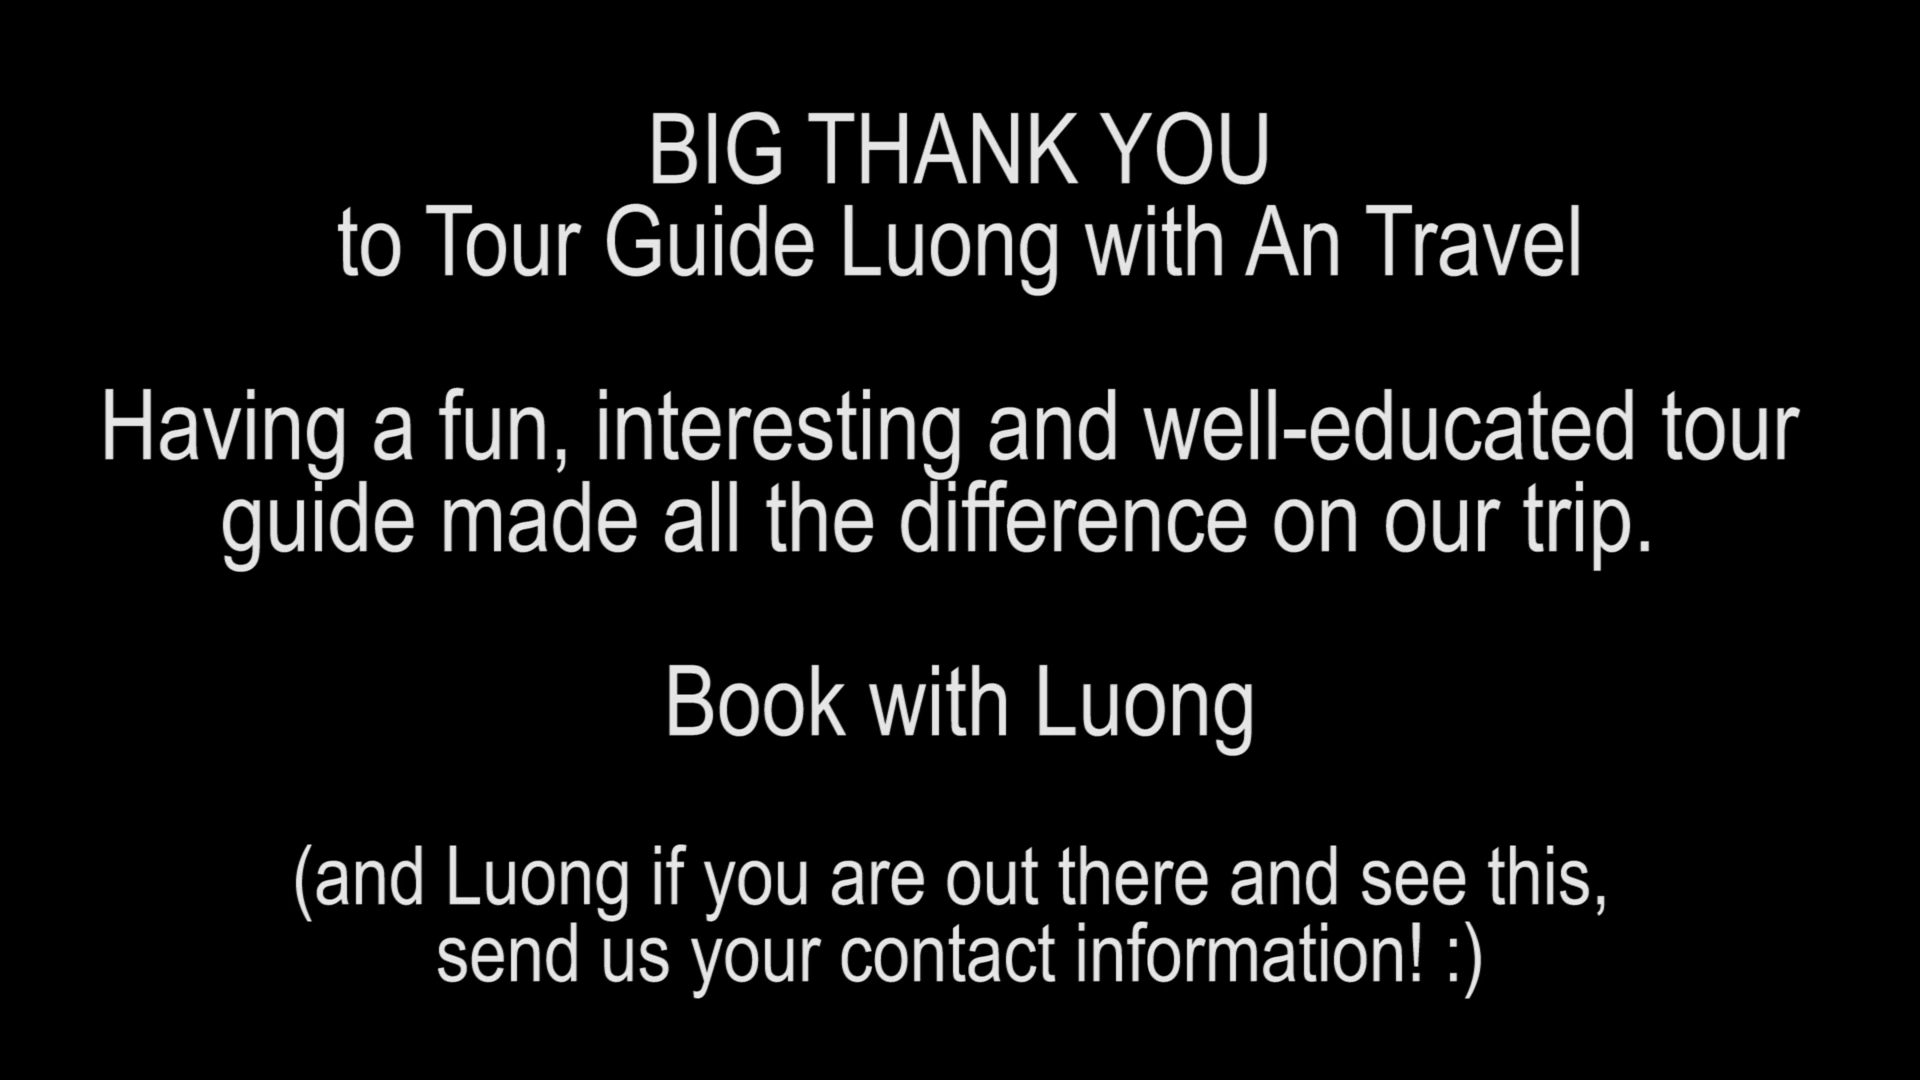 BIG THANK YOU
to Tour Guide Luong with An Travel
Having a fun, interesting and well-educated tour
guide made all the difference on our trip.
Book with Luong
(and Luong if you are out there and see this,
send us your contact information! :)